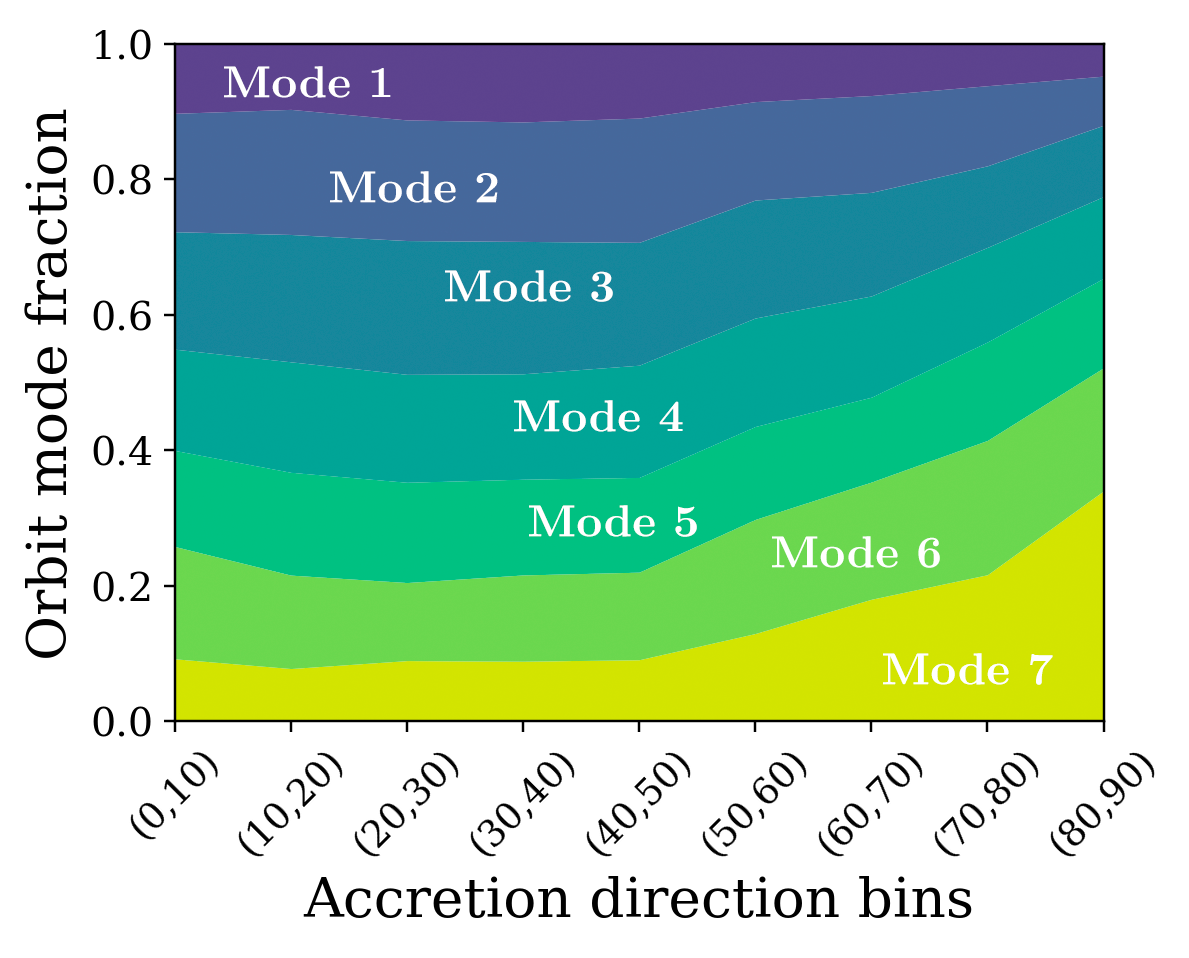 1.0
0.8
0.6
0.4
0.2
0.0
Orbit mode fraction
Mode 1
Mode 2
Mode 3
Mode 4
Mode 5
Mode 6
Mode 7
(0,10)
(10,20)
(20,30)
(30,40)
(40,50)
(50,60)
(60,70)
(70,80)
(80,90)
Accretion direction bins